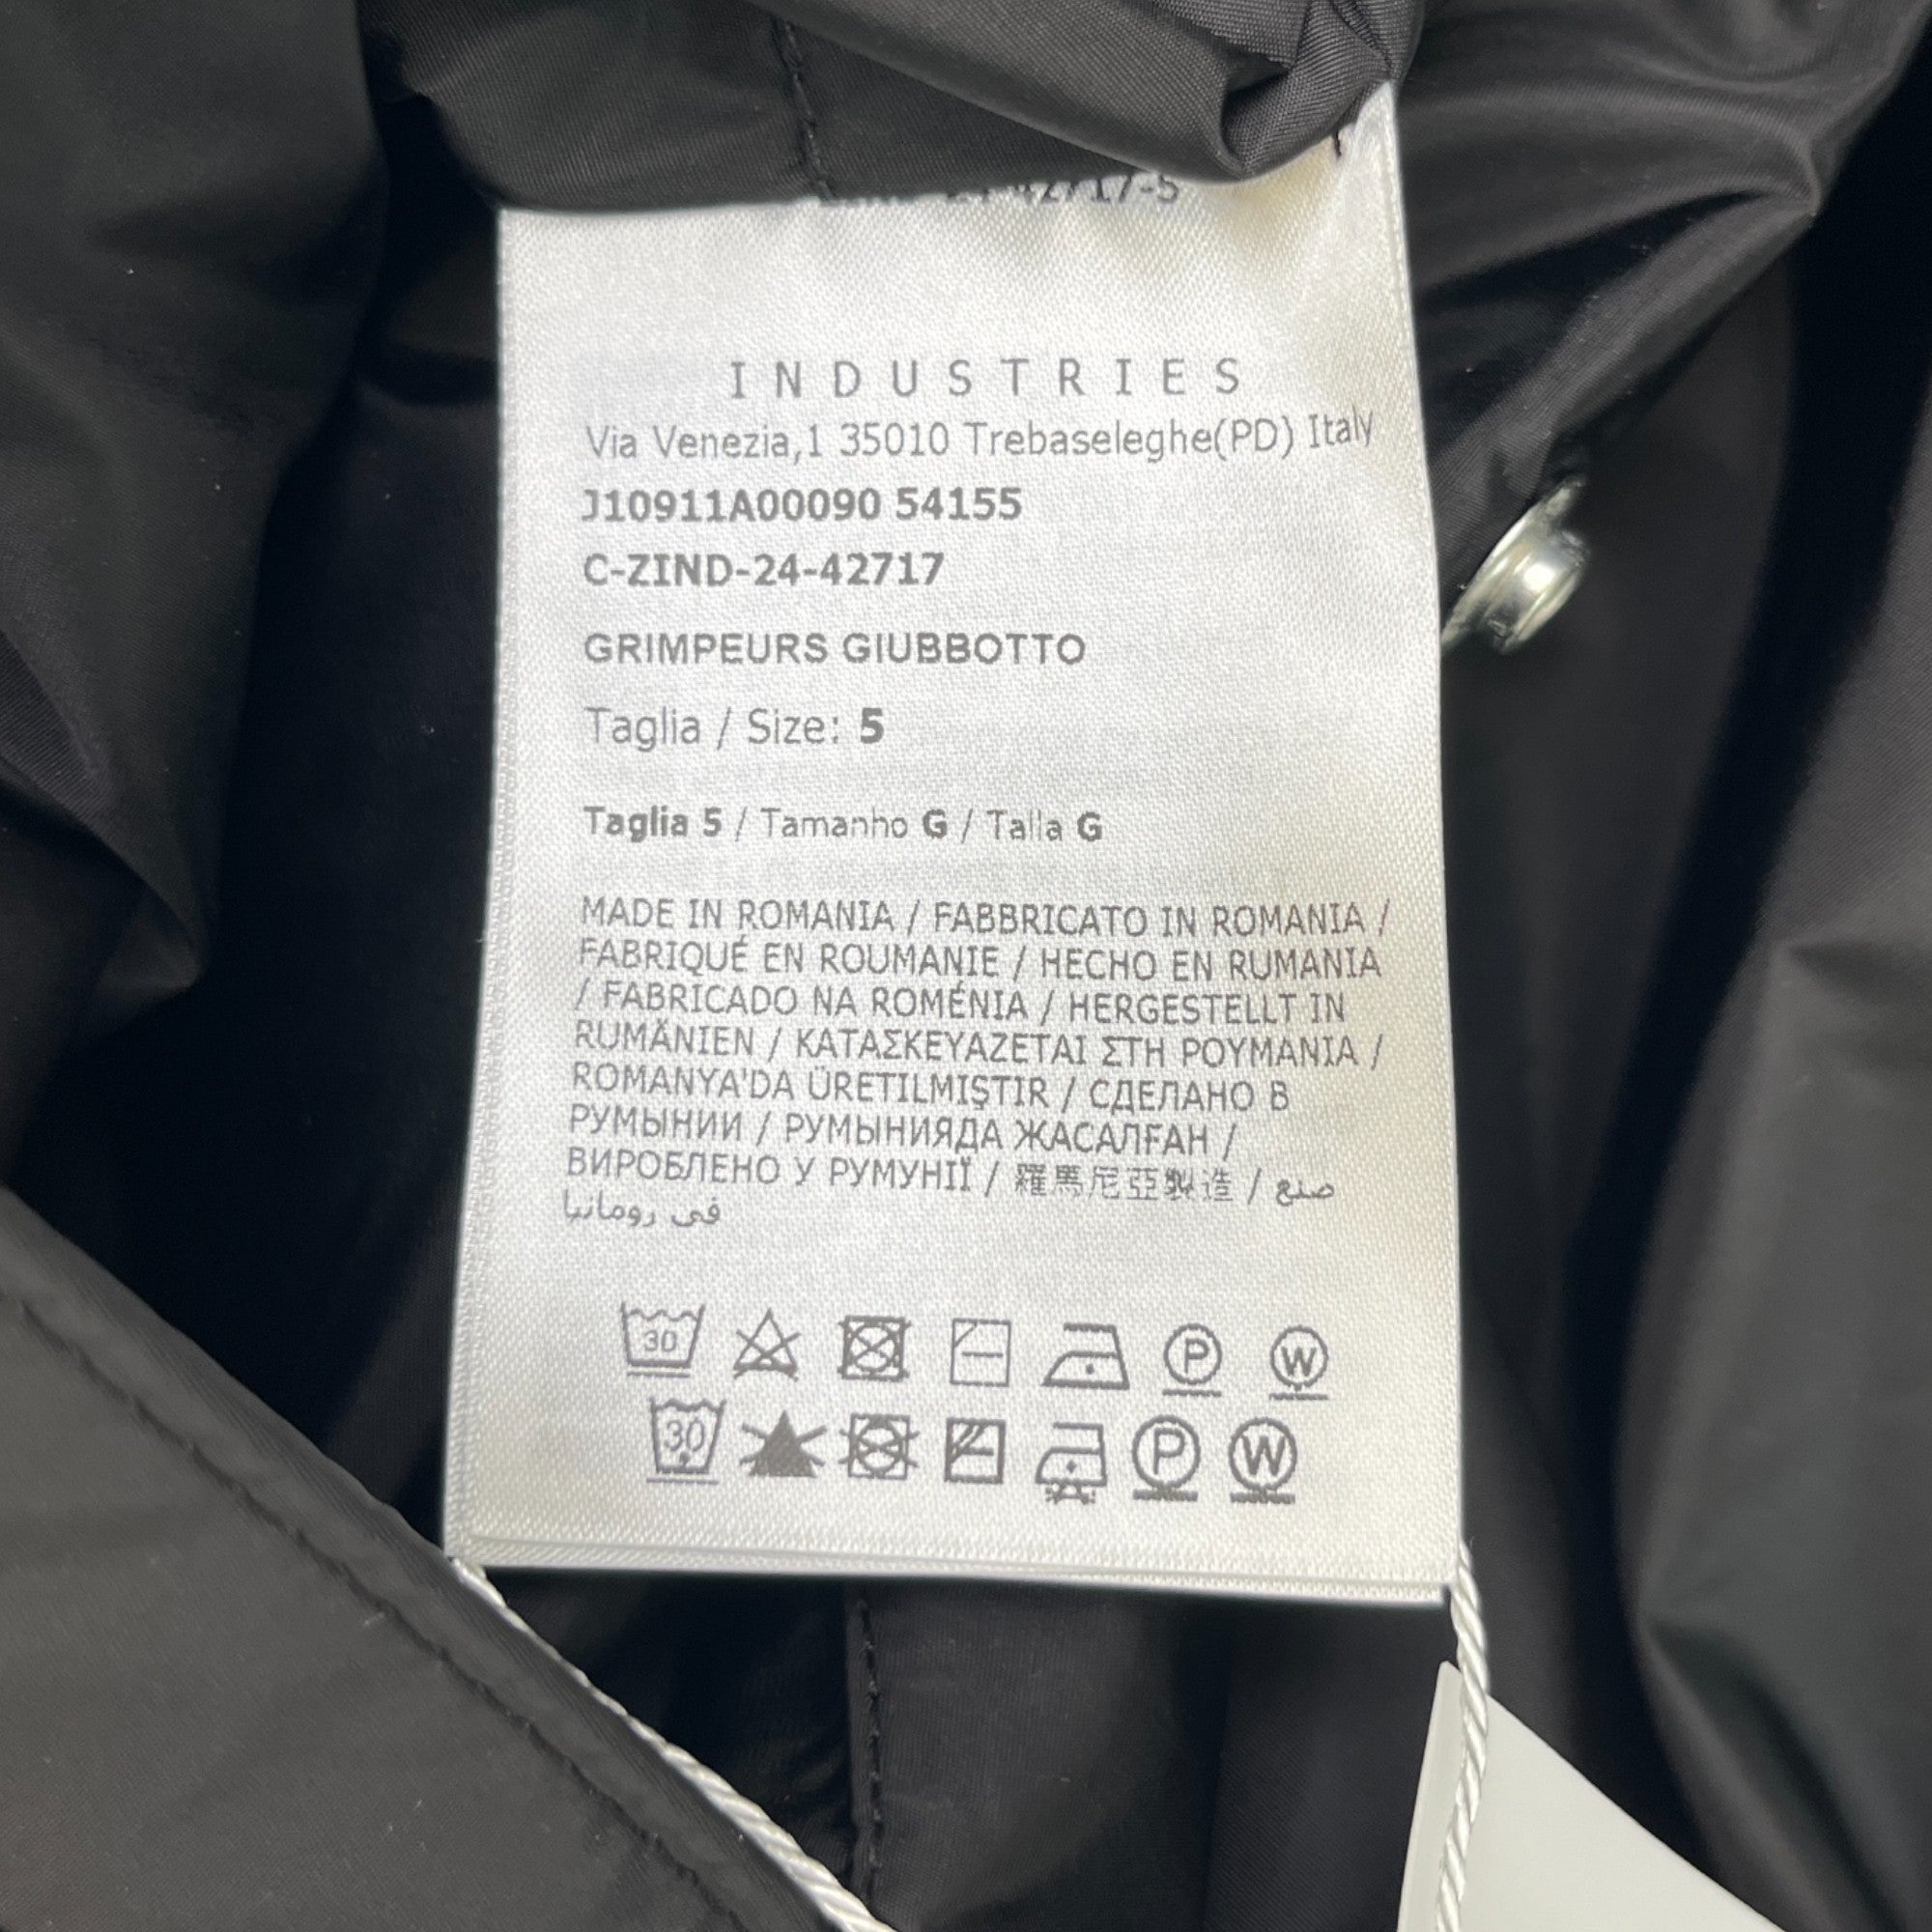 42717-5
INDUSTRIES
Via Venezia,1 35010 Trebaseleghe(PD) Italy
J10911A00090 54155
C-ZIND-24-42717
GRIMPEURS GIUBBOTTO
Taglia / Size: 5
Taglia 5 / Tamanho G / Talla G
MADE IN ROMANIA / FABBRICATO IN ROMANIA /
FABRIQUÉ EN ROUMANIE / HECHO EN RUMANIA
/ FABRICADO NA ROMÉNIA / HERGESTELLT IN
RUMÄNIEN / ΚΑΤΑΣΚΕΥΑΖΕΤΑΙ ΣΤΗ ΡΟΥΜΑΝΙΑ /
ROMANYA'DA ÜRETILMIŞTIR / СДЕЛАНО В
РУМЫНИИ / РУМЫНИЯДА ЖАСАЛҒАН /
ВИРОБЛЕНО У РУМУНІЇ / 羅馬尼亞製造 / صنع
في رومانيا
30 P W
30 P W